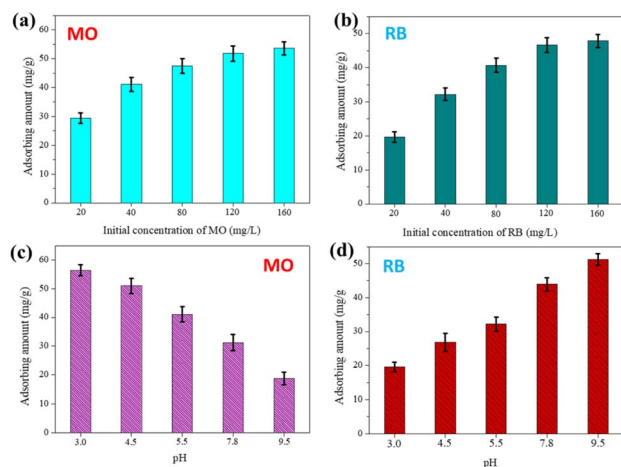 (a)
MO
Adsorbing amount (mg/g)
60
50
40
30
20
10
0
20 40 80 120 160
Initial concentration of MO (mg/L)
(b)
RB
Adsorbing amount (mg/g)
50
40
30
20
10
0
20 40 80 120 160
Initial concentration of RB (mg/L)
(c)
MO
Adsorbing amount (mg/g)
60
50
40
30
20
10
0
3.0 4.5 5.5 7.8 9.5
pH
(d)
RB
Adsorbing amount (mg/g
50
40
30
20
10
0
3.0 4.5 5.5 7.8 9.5
pH